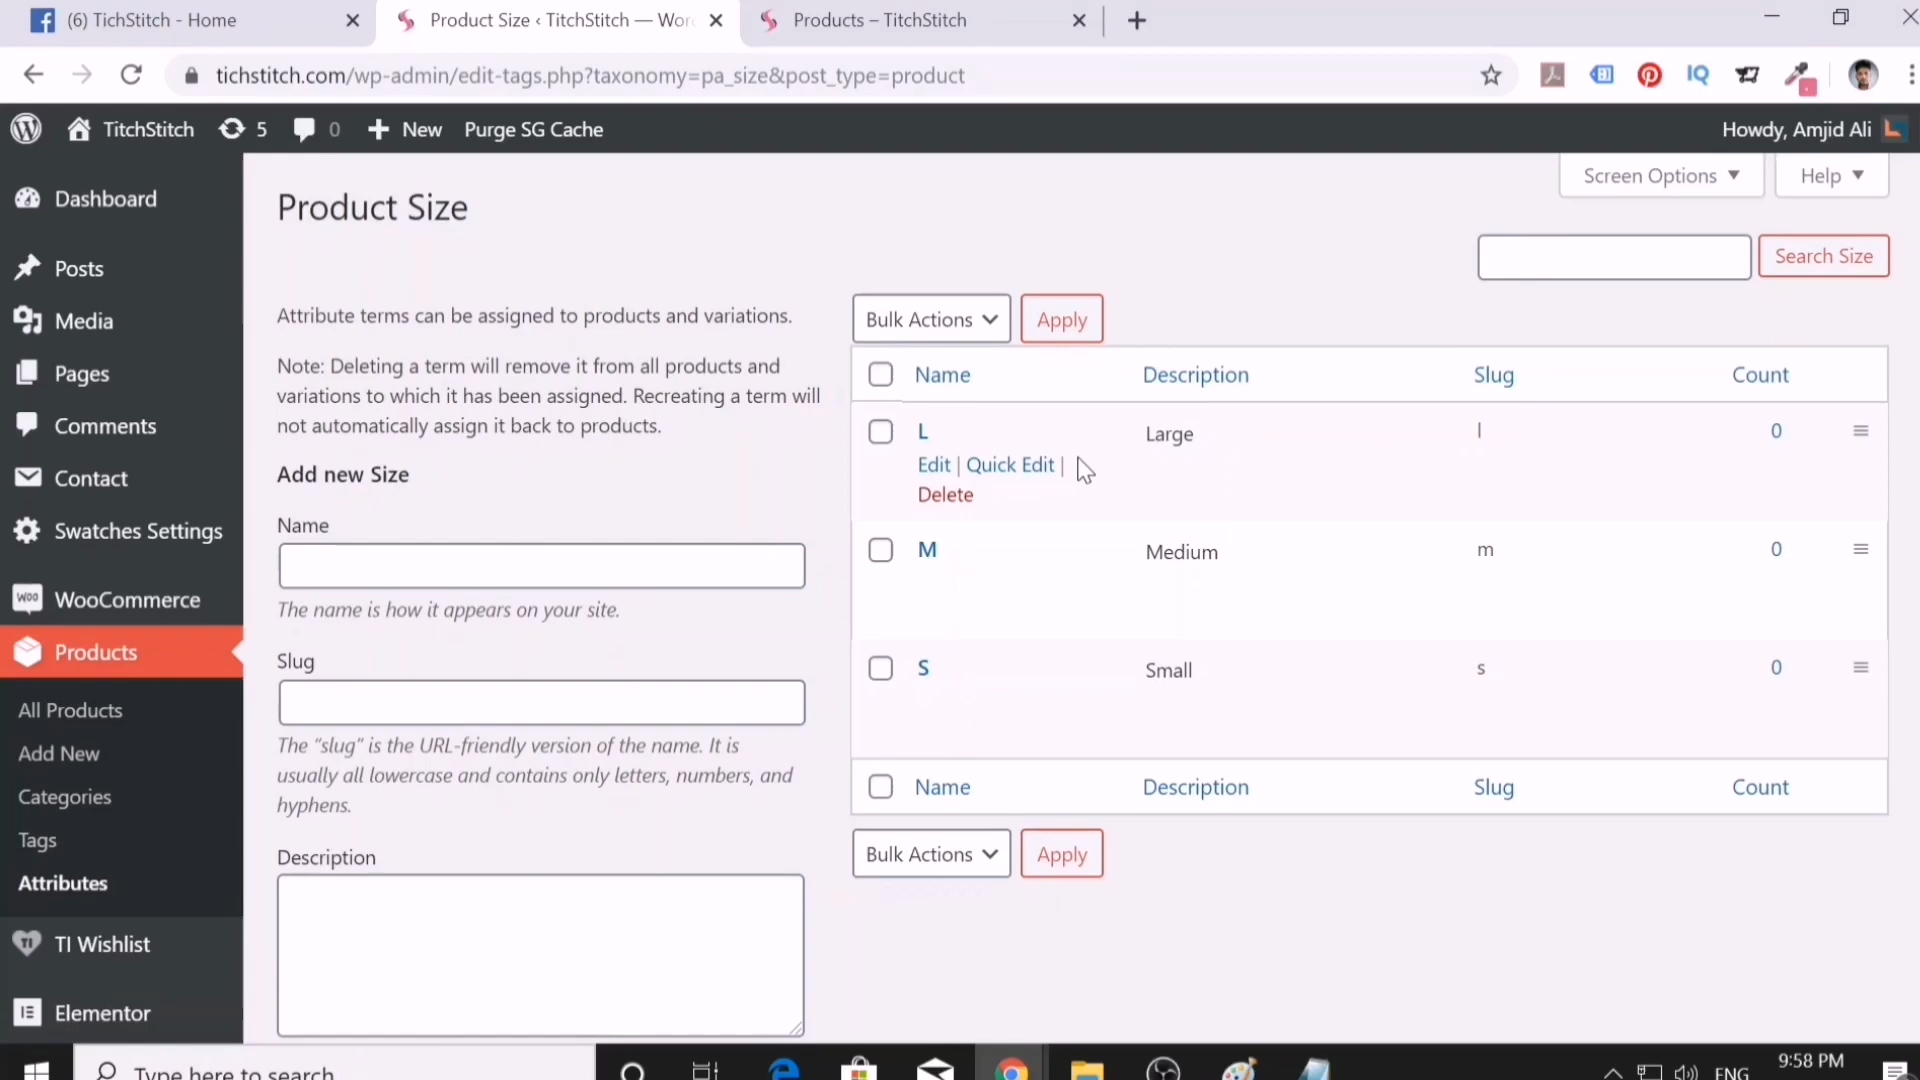 (6) TichStitch - Home
Product Size ‹ TitchStitch — Wor
Products – TitchStitch
tichstitch.com/wp-admin/edit-tags.php?taxonomy=pa_size&post_type=product
TitchStitch 5 0 New Purge SG Cache
Howdy, Amjid Ali
Screen Options
Help
Dashboard
Posts
Media
Pages
Comments
Contact
Swatches Settings
WooCommerce
Products
All Products
Add New
Categories
Tags
Attributes
TI Wishlist
Elementor
Product Size
Search Size
Attribute terms can be assigned to products and variations.
Note: Deleting a term will remove it from all products and
variations to which it has been assigned. Recreating a term will
not automatically assign it back to products.
Add new Size
Name
The name is how it appears on your site.
Slug
The “slug” is the URL-friendly version of the name. It is
usually all lowercase and contains only letters, numbers, and
hyphens.
Description
Bulk Actions Apply
Name Description Slug Count
L Large l 0
Edit | Quick Edit |
Delete
M Medium m 0
S Small s 0
Name Description Slug Count
Bulk Actions Apply
Type here to search
ENG
9:58 PM